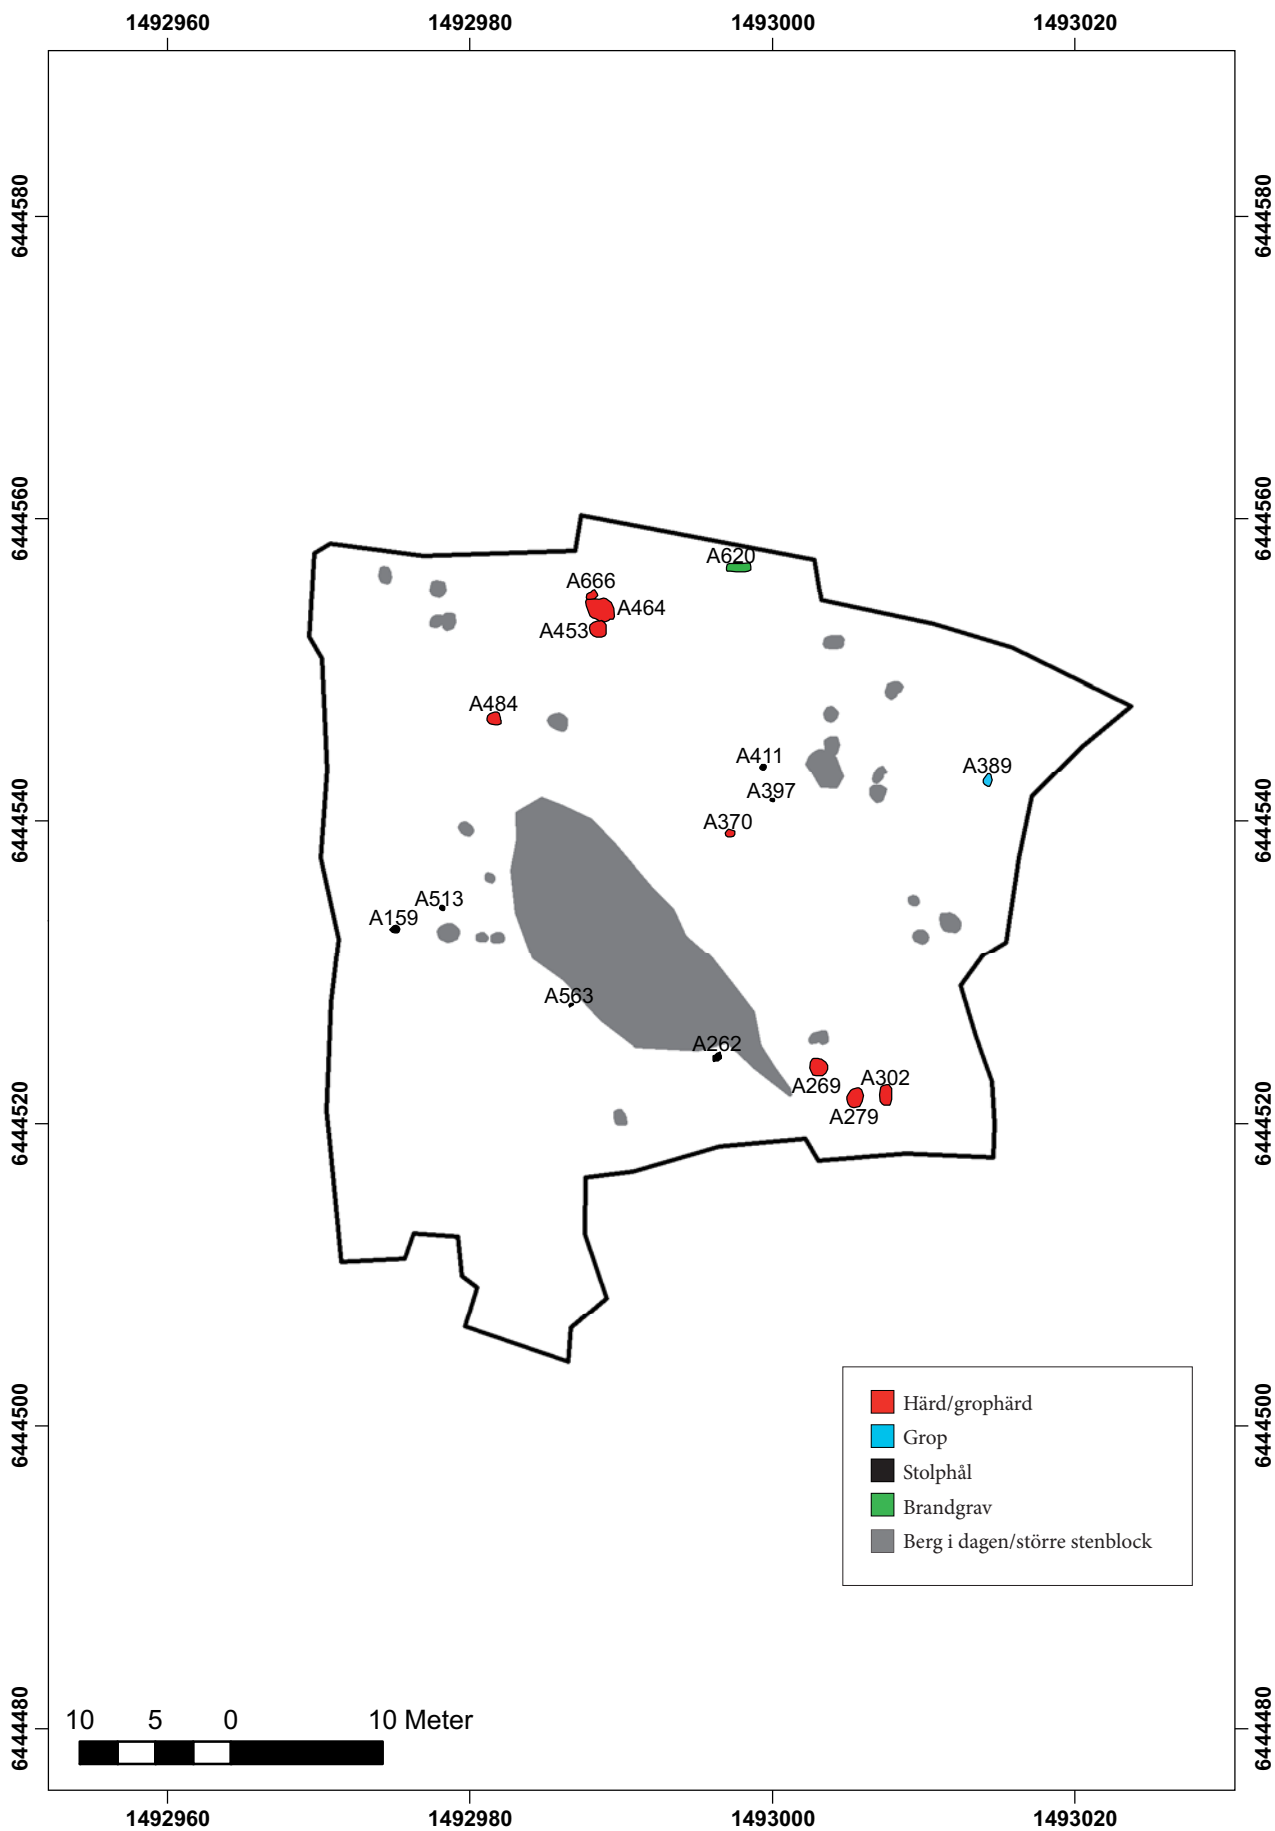 1492960 1492980 1493000 1493020
6444580 6444580
6444560 6444560
A620
A666
A464
A453
A484
A411
A389
A397
6444540 6444540
A370
A513
A159
A563
A262
A302
A269
A279
6444520 6444520
Härd/grophärd
6444500 6444500
Grop
Stolphål
Brandgrav
Berg i dagen/större stenblock
10 5 0 10 Meter
6444480 6444480
1492960 1492980 1493000 1493020